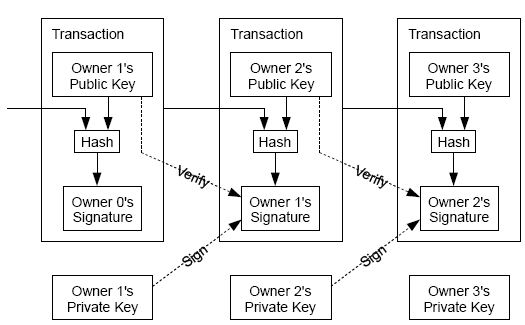 Transaction
Owner 1's
Public Key
Hash
Owner 0's
Signature
Transaction
Owner 2's
Public Key
Hash
Verify
Owner 1's
Signature
Sign
Transaction
Owner 3's
Public Key
Hash
Verify
Owner 2's
Signature
Sign
Owner 1's
Private Key
Owner 2's
Private Key
Owner 3's
Private Key